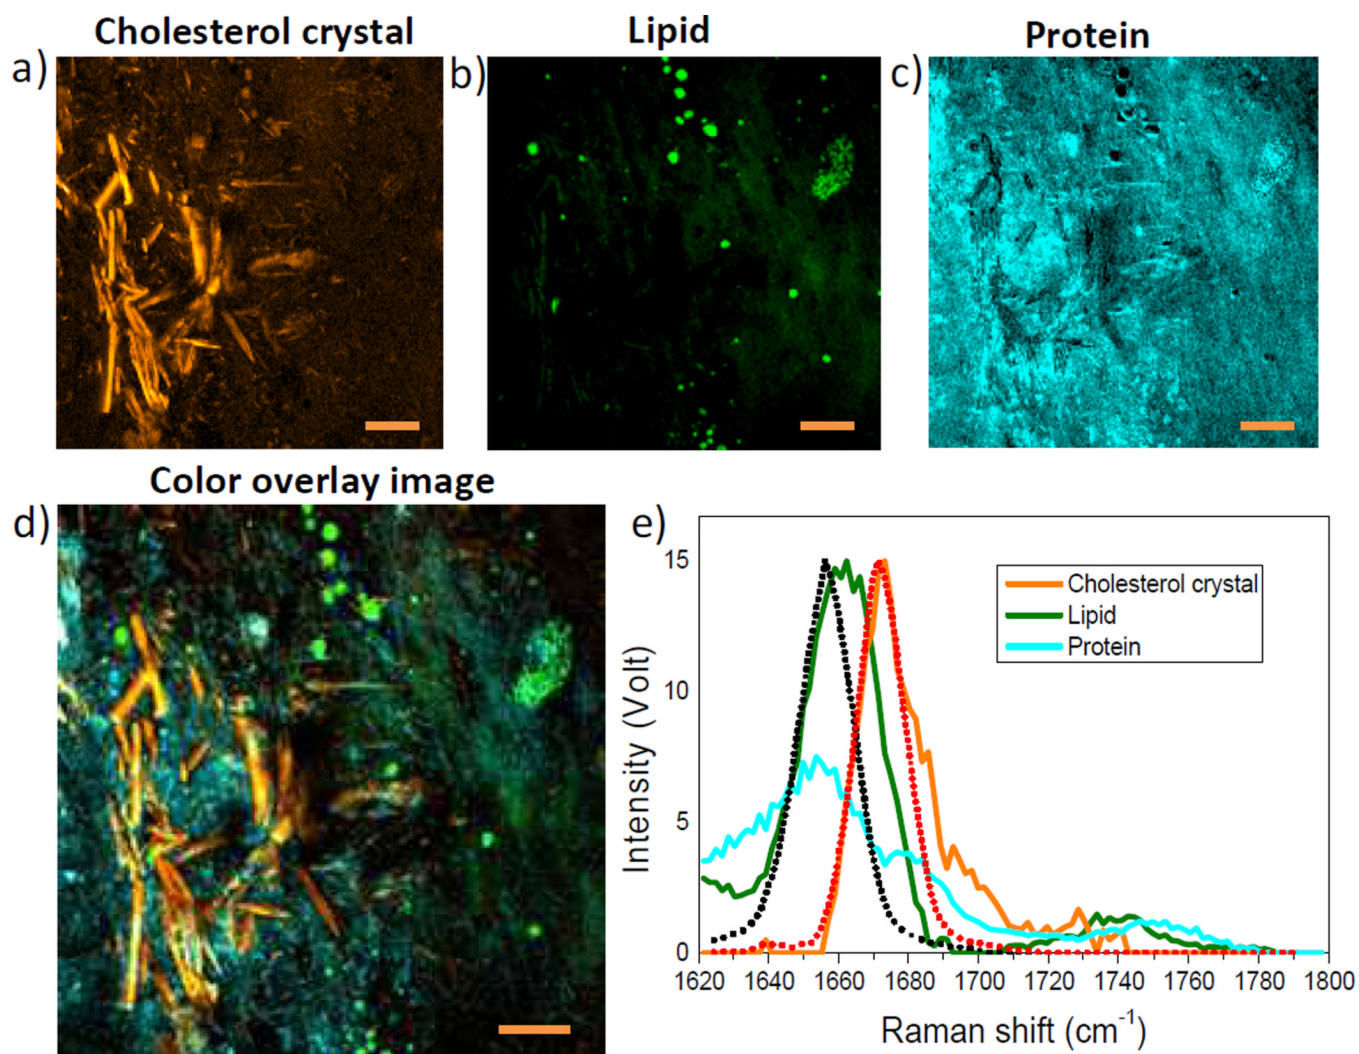 Cholesterol crystal
Lipid
Protein
a)
b)
c)
Color overlay image
d)
e)
15
10
5
0
Intensity (Volt)
Cholesterol crystal
Lipid
Protein
1620 1640 1660 1680 1700 1720 1740 1760 1780 1800
Raman shift (cm⁻¹)